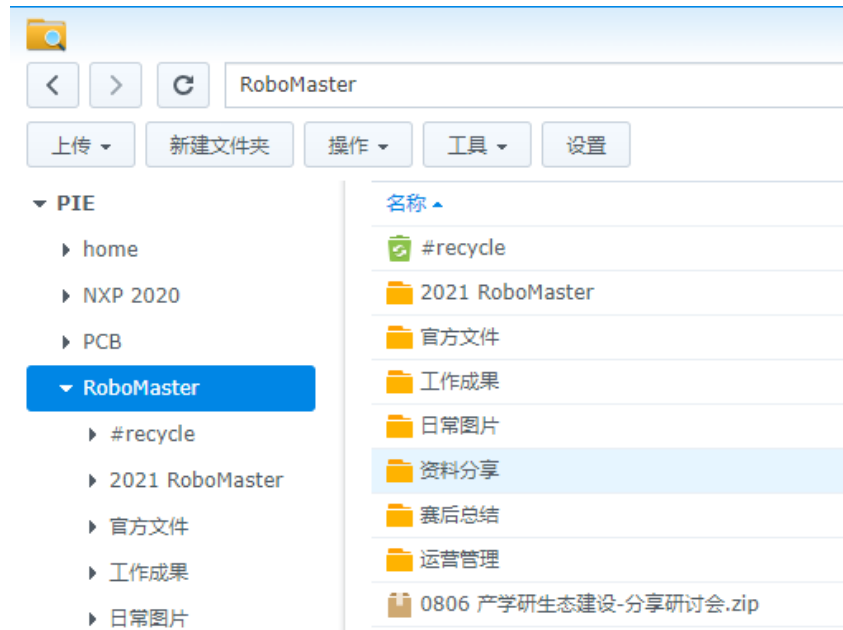 RoboMaster
上传 新建文件夹 操作 工具 设置
PIE
home
NXP 2020
PCB
RoboMaster
#recycle
2021 RoboMaster
官方文件
工作成果
日常图片
名称
#recycle
2021 RoboMaster
官方文件
工作成果
日常图片
资料分享
赛后总结
运营管理
0806 产学研生态建设-分享研讨会.zip